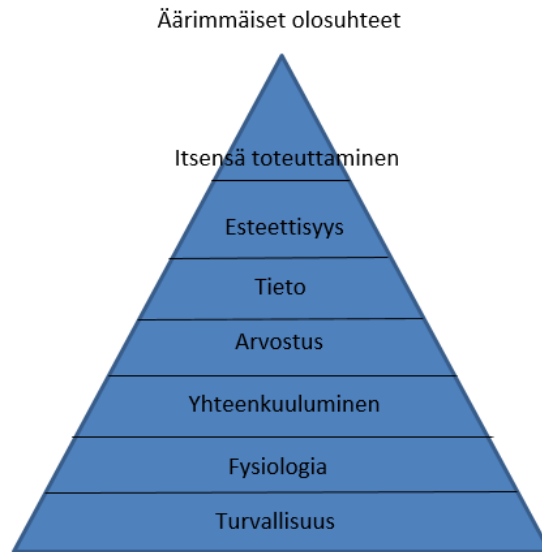 Äärimmäiset olosuhteet
Itsensä toteuttaminen
Esteettisyys
Tieto
Arvostus
Yhteenkuuluminen
Fysiologia
Turvallisuus